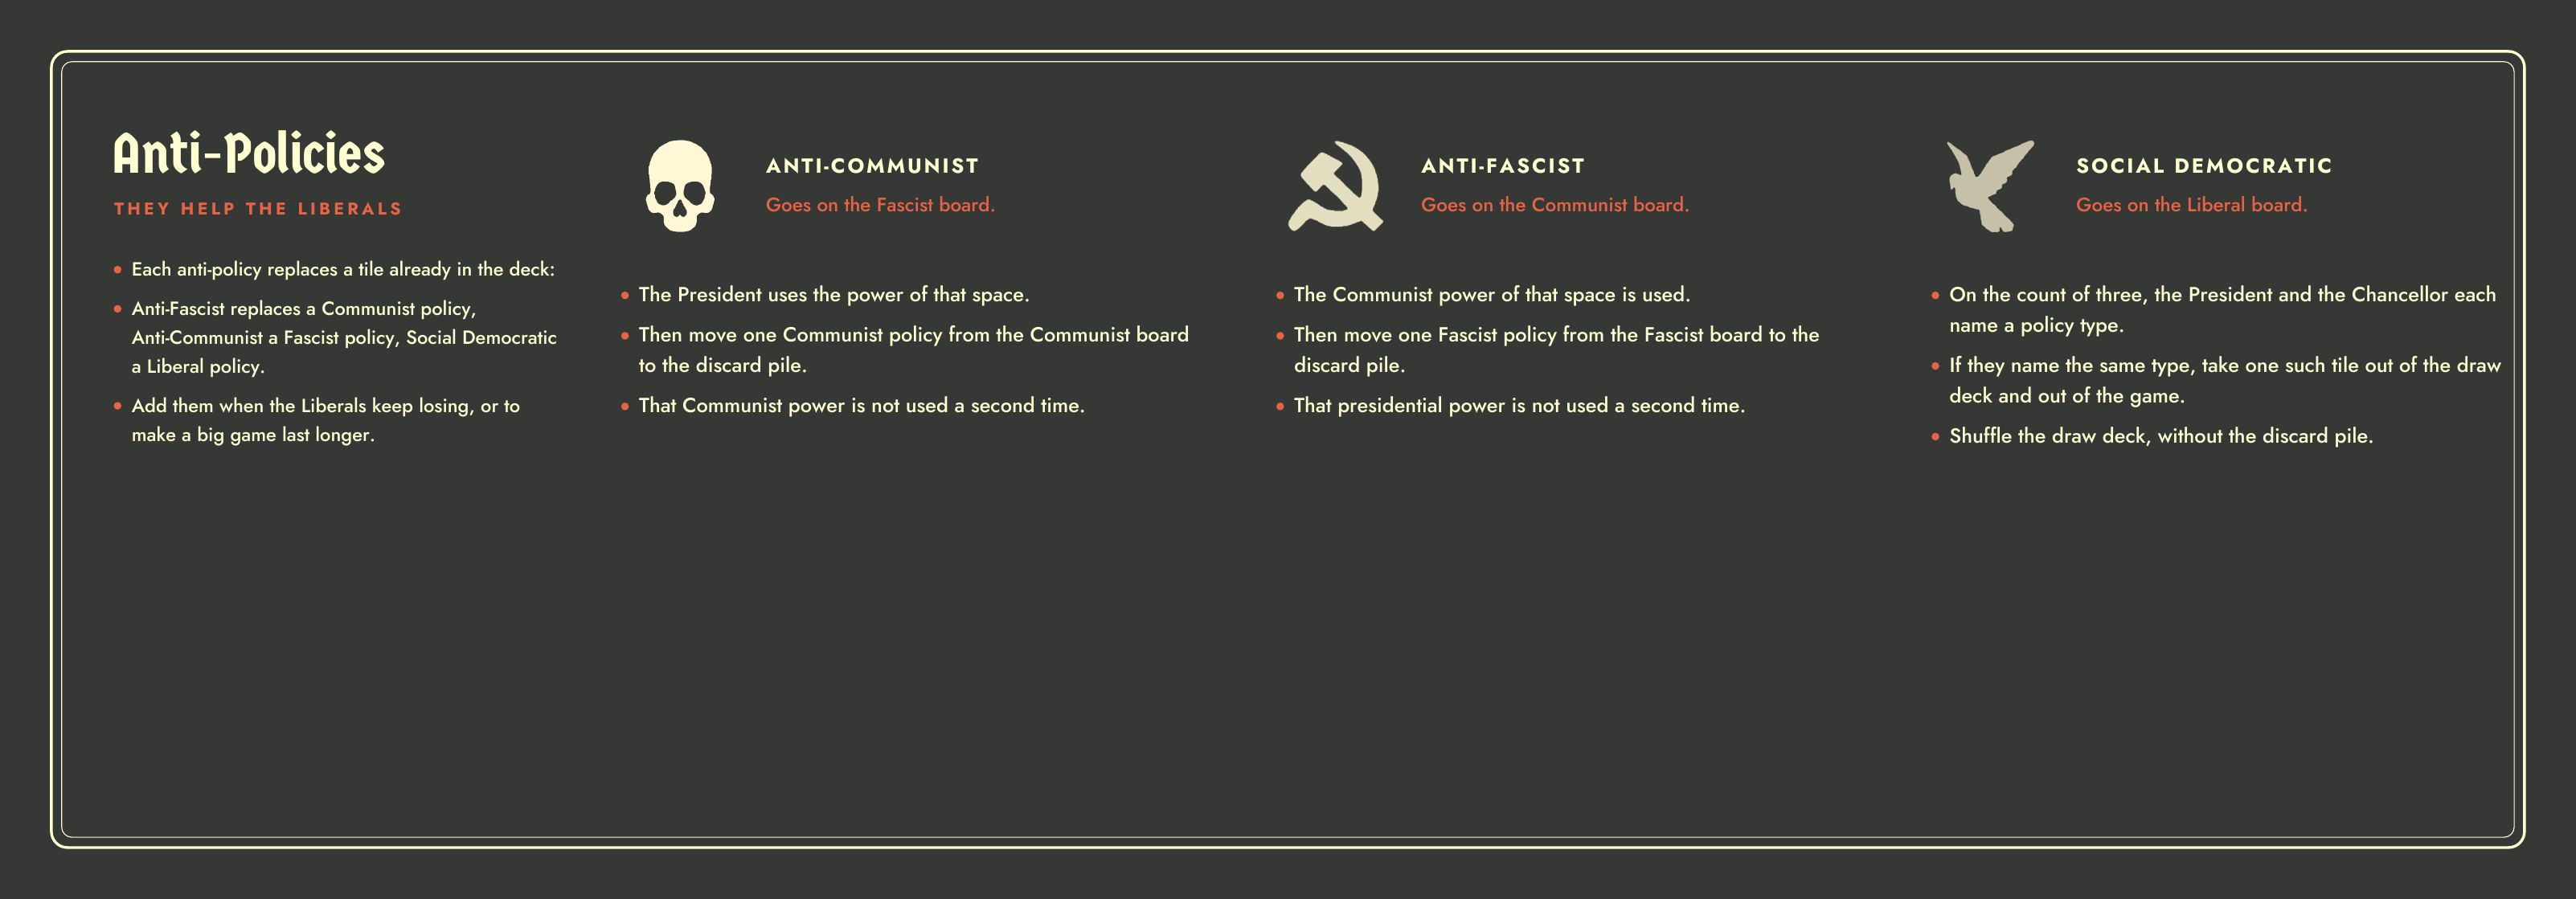 Anti-Policies
THEY HELP THE LIBERALS
• Each anti-policy replaces a tile already in the deck:
• Anti-Fascist replaces a Communist policy,
Anti-Communist a Fascist policy, Social Democratic
a Liberal policy.
• Add them when the Liberals keep losing, or to
make a big game last longer.
ANTI-COMMUNIST
Goes on the Fascist board.
• The President uses the power of that space.
• Then move one Communist policy from the Communist board
to the discard pile.
• That Communist power is not used a second time.
ANTI-FASCIST
Goes on the Communist board.
• The Communist power of that space is used.
• Then move one Fascist policy from the Fascist board to the
discard pile.
• That presidential power is not used a second time.
SOCIAL DEMOCRATIC
Goes on the Liberal board.
• On the count of three, the President and the Chancellor each
name a policy type.
• If they name the same type, take one such tile out of the draw
deck and out of the game.
• Shuffle the draw deck, without the discard pile.